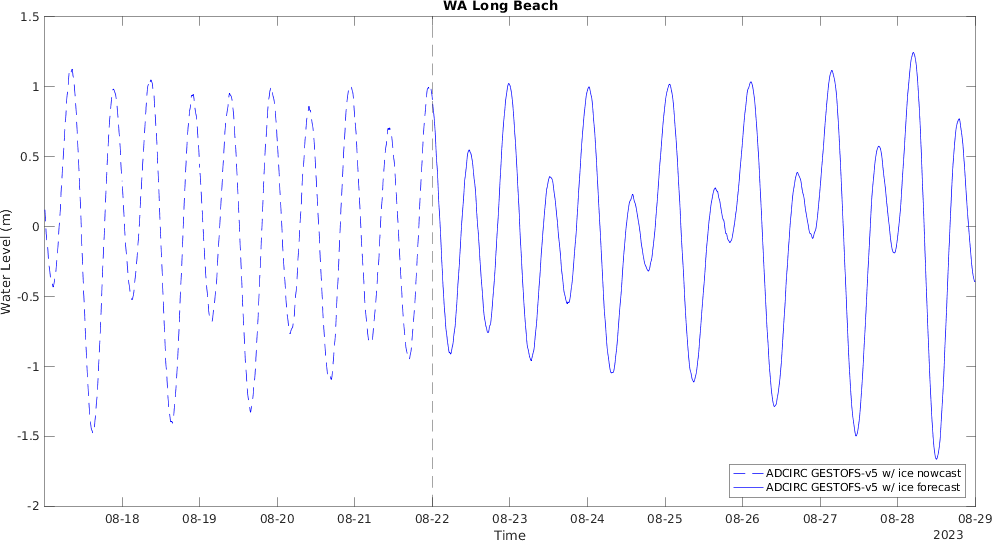 WA Long Beach
1.5
1
0.5
0
-0.5
-1
-1.5
-2
Water Level (m)
08-18 08-19 08-20 08-21 08-22 08-23 08-24 08-25 08-26 08-27 08-28 08-29
Time
2023
ADCIRC GESTOFS-v5 w/ ice nowcast
ADCIRC GESTOFS-v5 w/ ice forecast